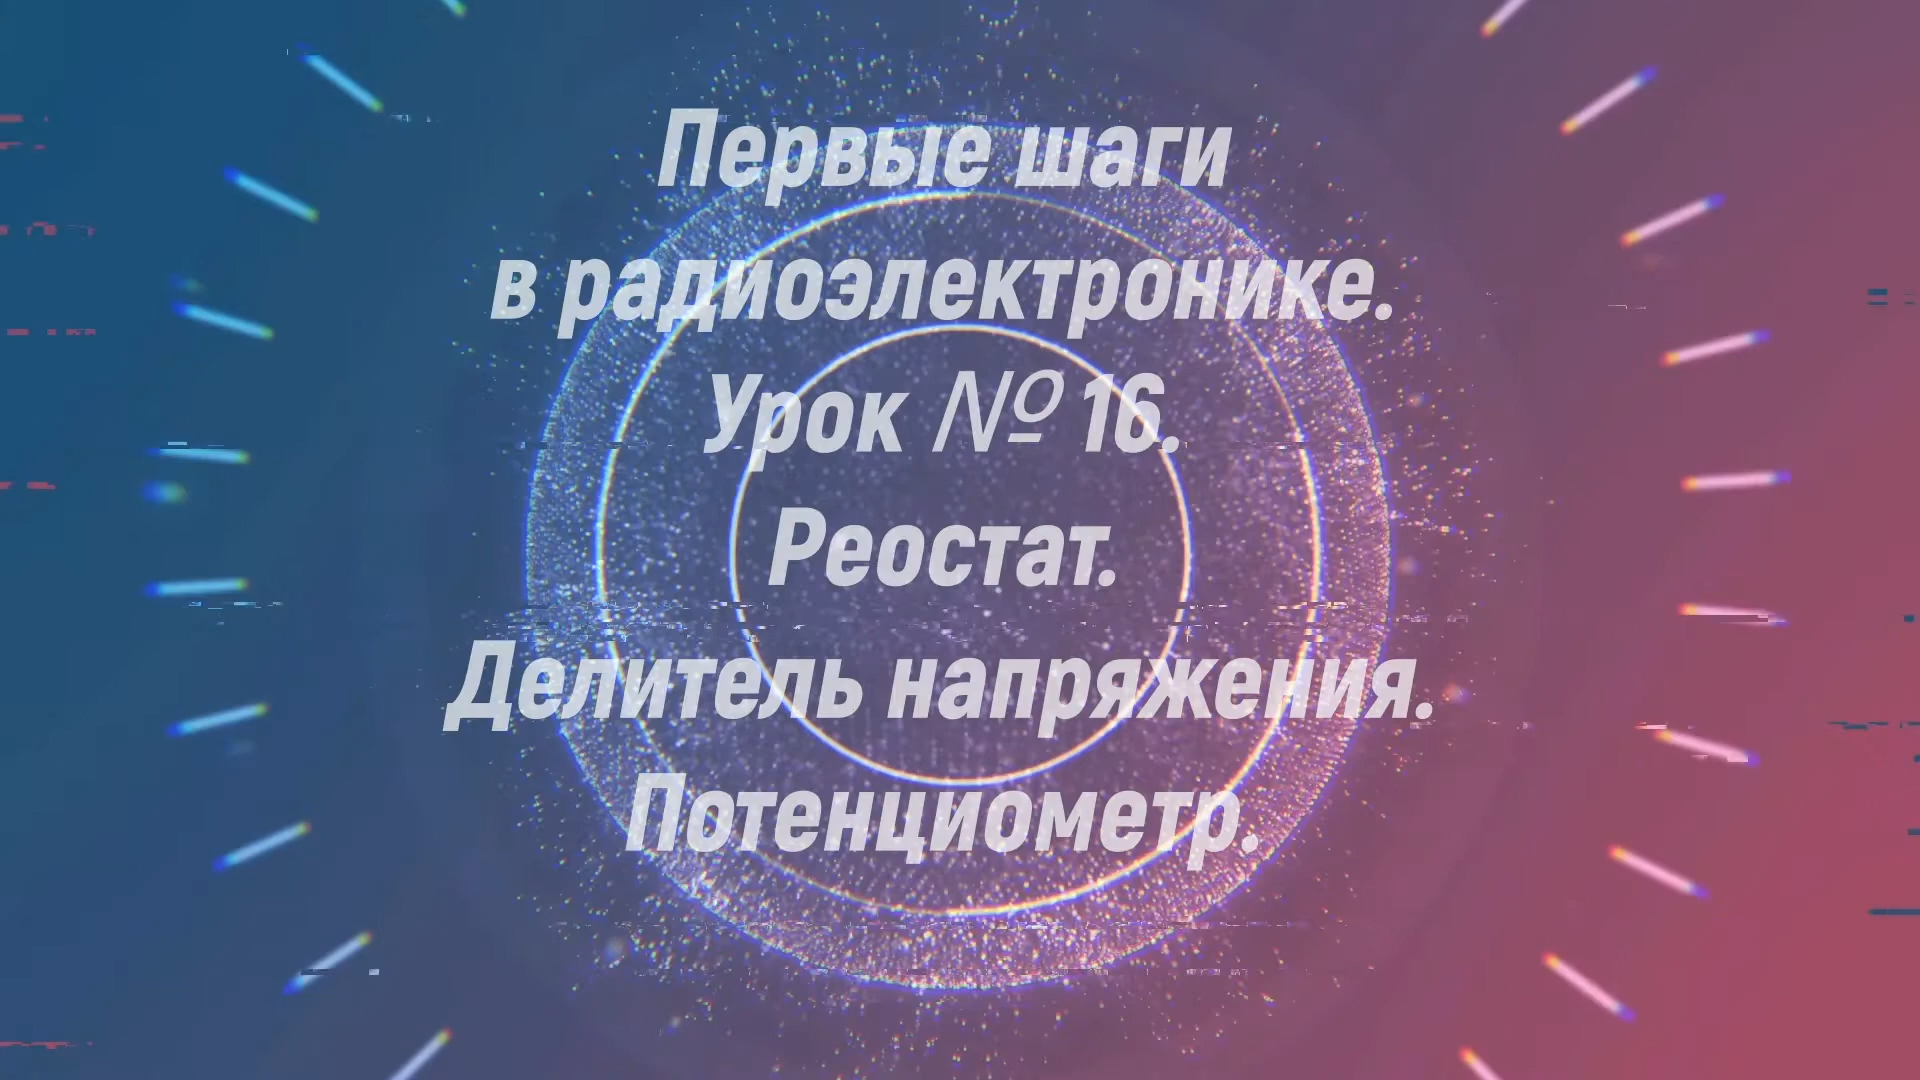 Первые шаги
в радиоэлектронике.
Урок № 16.
Реостат.
Делитель напряжения.
Потенциометр.